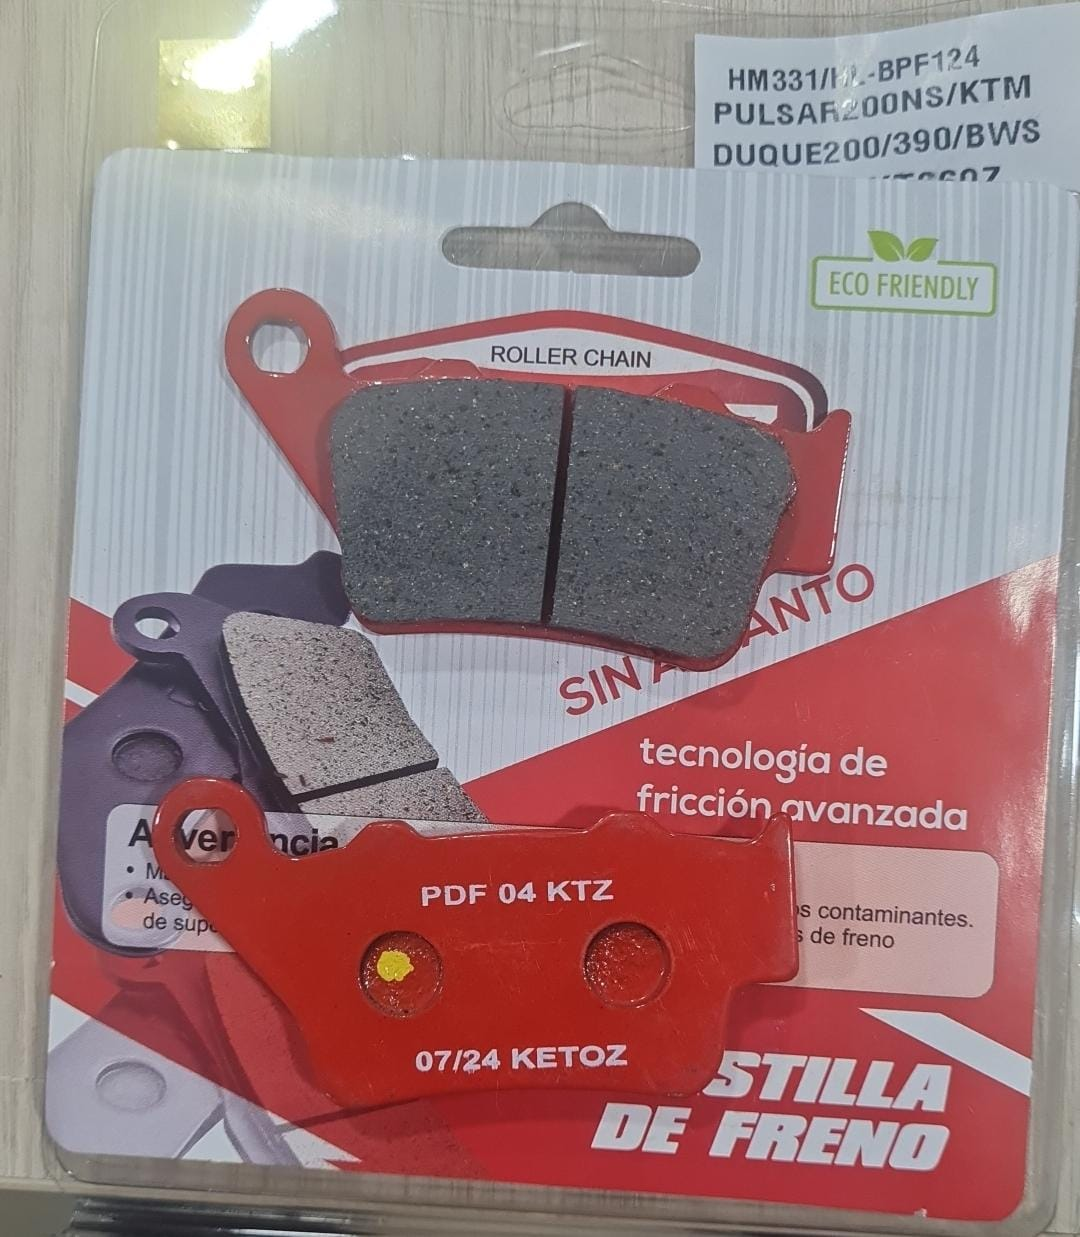 HM331/HL-BPF124
PULSAR200NS/KTM
DUQUE200/390/BWS
ECO FRIENDLY
ROLLER CHAIN
SIN
tecnología de
fricción avanzada
PDF 04 KTZ
contaminantes.
de freno
07/24 KETOZ
DE FRENO